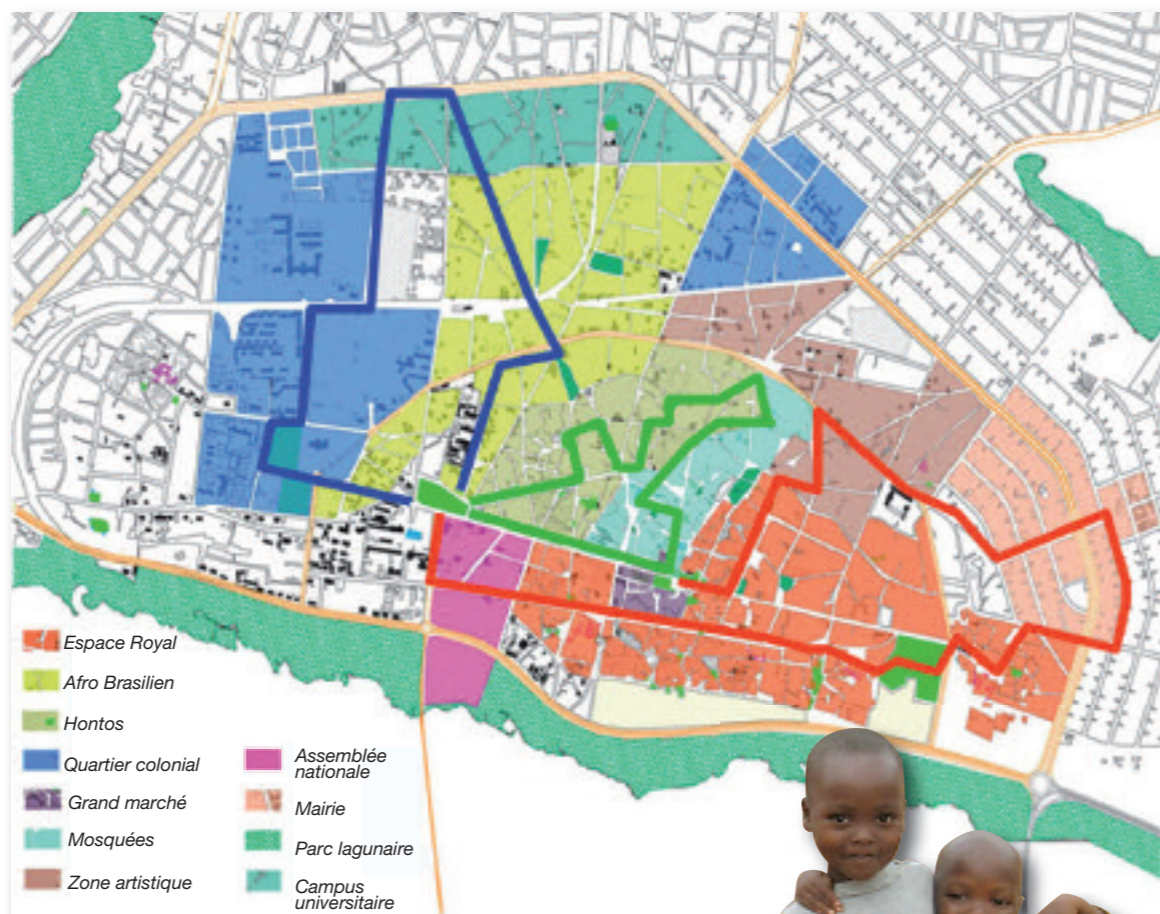 Espace Royal
Afro Brasilien
Hontos
Quartier colonial
Grand marché
Mosquées
Zone artistique
Assemblée
nationale
Mairie
Parc lagunaire
Campus
universitaire